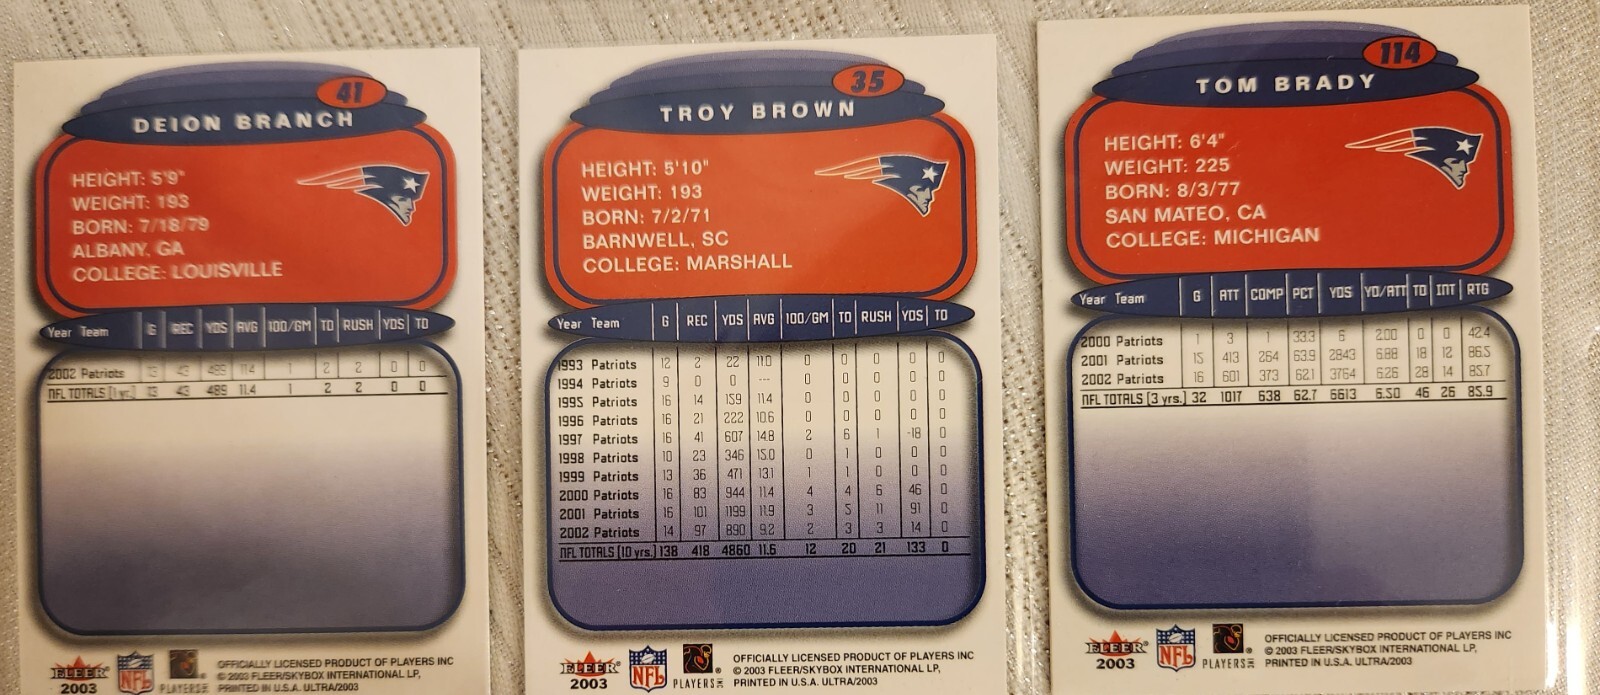 41
DEION BRANCH
HEIGHT: 5'9"
WEIGHT: 193
BORN: 7/18/79
ALBANY, GA
COLLEGE: LOUISVILLE
Year Team G REC YDS AVG 100/GM TD RUSH YDS TD
2002 Patriots 13 43 489 11.4 1 2 2 0 0
NFL TOTALS (1 yr.) 13 43 489 11.4 1 2 2 0 0
FLEER
2003
NFL
PLAYERS INC
OFFICIALLY LICENSED PRODUCT OF PLAYERS INC
© 2003 FLEER/SKYBOX INTERNATIONAL LP,
PRINTED IN U.S.A. ULTRA/2003
35
TROY BROWN
HEIGHT: 5'10"
WEIGHT: 193
BORN: 7/2/71
BARNWELL, SC
COLLEGE: MARSHALL
Year Team G REC YDS AVG 100/GM TD RUSH YDS TD
1993 Patriots 12 2 22 11.0 0 0 0 0 0
1994 Patriots 9 0 0 --- 0 0 0 0 0
1995 Patriots 16 14 159 11.4 0 0 0 0 0
1996 Patriots 16 21 222 10.6 0 0 0 0 0
1997 Patriots 16 41 607 14.8 2 6 1 -18 0
1998 Patriots 10 23 346 15.0 0 1 0 0 0
1999 Patriots 13 36 471 13.1 1 1 0 0 0
2000 Patriots 16 83 944 11.4 4 4 6 46 0
2001 Patriots 16 101 1199 11.9 3 5 11 91 0
2002 Patriots 14 97 890 9.2 2 3 3 14 0
NFL TOTALS (10 yrs.) 138 418 4860 11.6 12 20 21 133 0
FLEER
2003
NFL
PLAYERS INC
OFFICIALLY LICENSED PRODUCT OF PLAYERS INC
© 2003 FLEER/SKYBOX INTERNATIONAL LP,
PRINTED IN U.S.A. ULTRA/2003
114
TOM BRADY
HEIGHT: 6'4"
WEIGHT: 225
BORN: 8/3/77
SAN MATEO, CA
COLLEGE: MICHIGAN
Year Team G ATT COMP PCT YDS YD/ATT TD INT RTG
2000 Patriots 1 3 1 33.3 6 2.00 0 0 42.4
2001 Patriots 15 413 264 63.9 2843 6.88 18 12 86.5
2002 Patriots 16 601 373 62.1 3764 6.26 28 14 85.7
NFL TOTALS (3 yrs.) 32 1017 638 62.7 6613 6.50 46 26 85.9
FLEER
2003
NFL
PLAYERS INC
OFFICIALLY LICENSED PRODUCT OF PLAYERS INC
© 2003 FLEER/SKYBOX INTERNATIONAL LP,
PRINTED IN U.S.A. ULTRA/2003